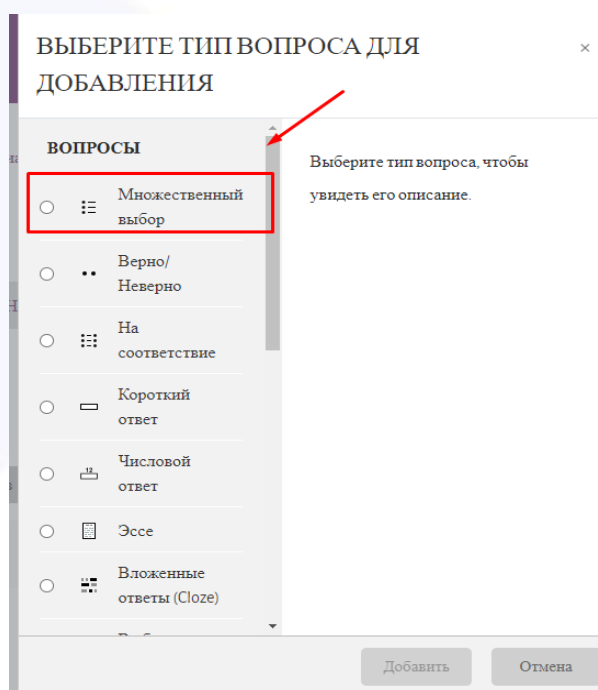 ВЫБЕРИТЕ ТИП ВОПРОСА ДЛЯ
ДОБАВЛЕНИЯ
×
ВОПРОСЫ
Множественный
выбор
Верно/
Неверно
На
соответствие
Короткий
ответ
12
Числовой
ответ
Эссе
Вложенные
ответы (Cloze)
Выберите тип вопроса, чтобы
увидеть его описание.
Добавить
Отмена